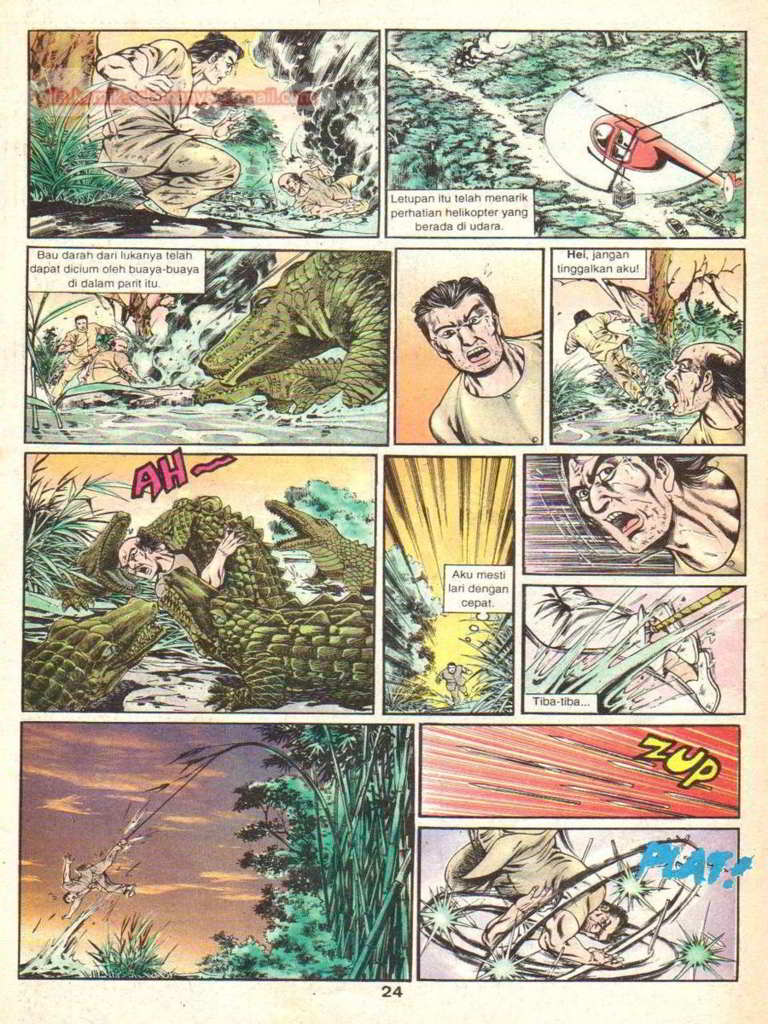 Letupan itu telah menarik
perhatian helikopter yang
berada di udara.
Bau darah dari lukanya telah
dapat dicium oleh buaya-buaya
di dalam parit itu.
Hei, jangan
tinggalkan aku!
AH~
Aku mesti
lari dengan
cepat.
Tiba-tiba...
ZUP
PLAT!
24